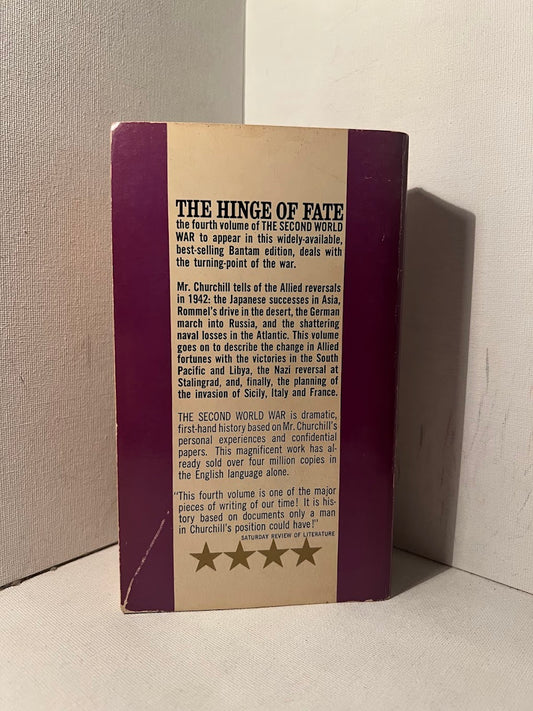 THE HINGE OF FATE
the fourth volume of THE SECOND WORLD
WAR to appear in this widely-available,
best-selling Bantam edition, deals with
the turning-point of the war.
Mr. Churchill tells of the Allied reversals
in 1942: the Japanese successes in Asia,
Rommel's drive in the desert, the German
march into Russia, and the shattering
naval losses in the Atlantic. This volume
goes on to describe the change in Allied
fortunes with the victories in the South
Pacific and Libya, the Nazi reversal at
Stalingrad, and, finally, the planning of
the invasion of Sicily, Italy and France.
THE SECOND WORLD WAR is dramatic,
first-hand history based on Mr. Churchill's
personal experiences and confidential
papers. This magnificent work has al-
ready sold over four million copies in
the English language alone.
"This fourth volume is one of the major
pieces of writing of our time! It is his-
tory based on documents only a man
in Churchill's position could have!"
SATURDAY REVIEW OF LITERATURE